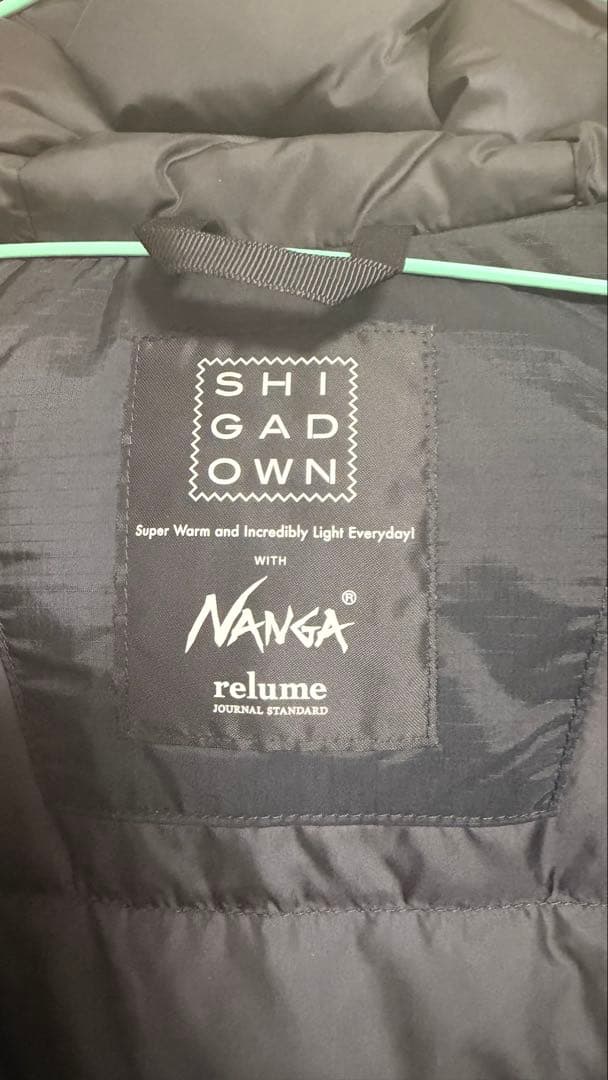 SHI
GAD
OWN
Super Warm and Incredibly Light Everyday!
WITH
NANGA®
relume
JOURNAL STANDARD